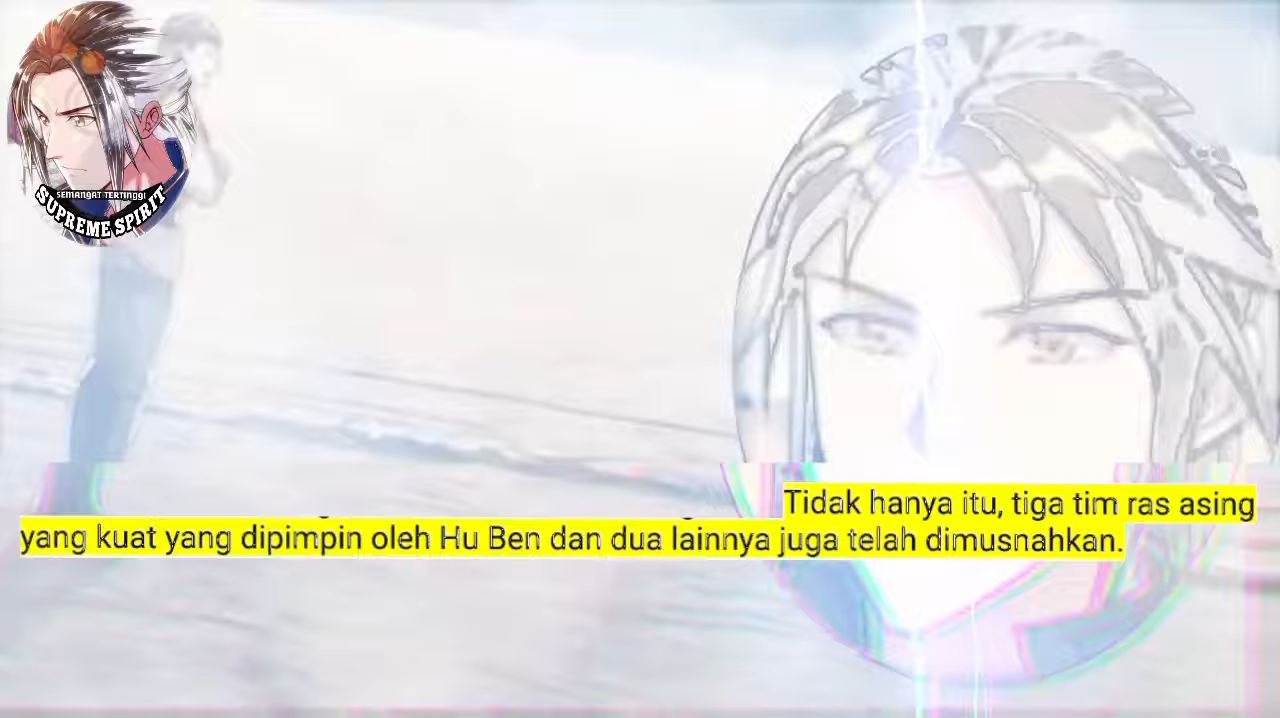 SEMANGAT TERTINGGI
SUPREME SPIRIT
Tidak hanya itu, tiga tim ras asing
yang kuat yang dipimpin oleh Hu Ben dan dua lainnya juga telah dimusnahkan.